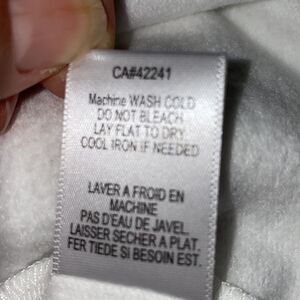 CA#42241
Machine WASH COLD
DO NOT BLEACH
LAY FLAT TO DRY
COOL IRON IF NEEDED
LAVER A FROID EN
MACHINE
PAS D'EAU DE JAVEL.
LAISSER SECHER A PLAT.
FER TIEDE SI BESOIN EST.